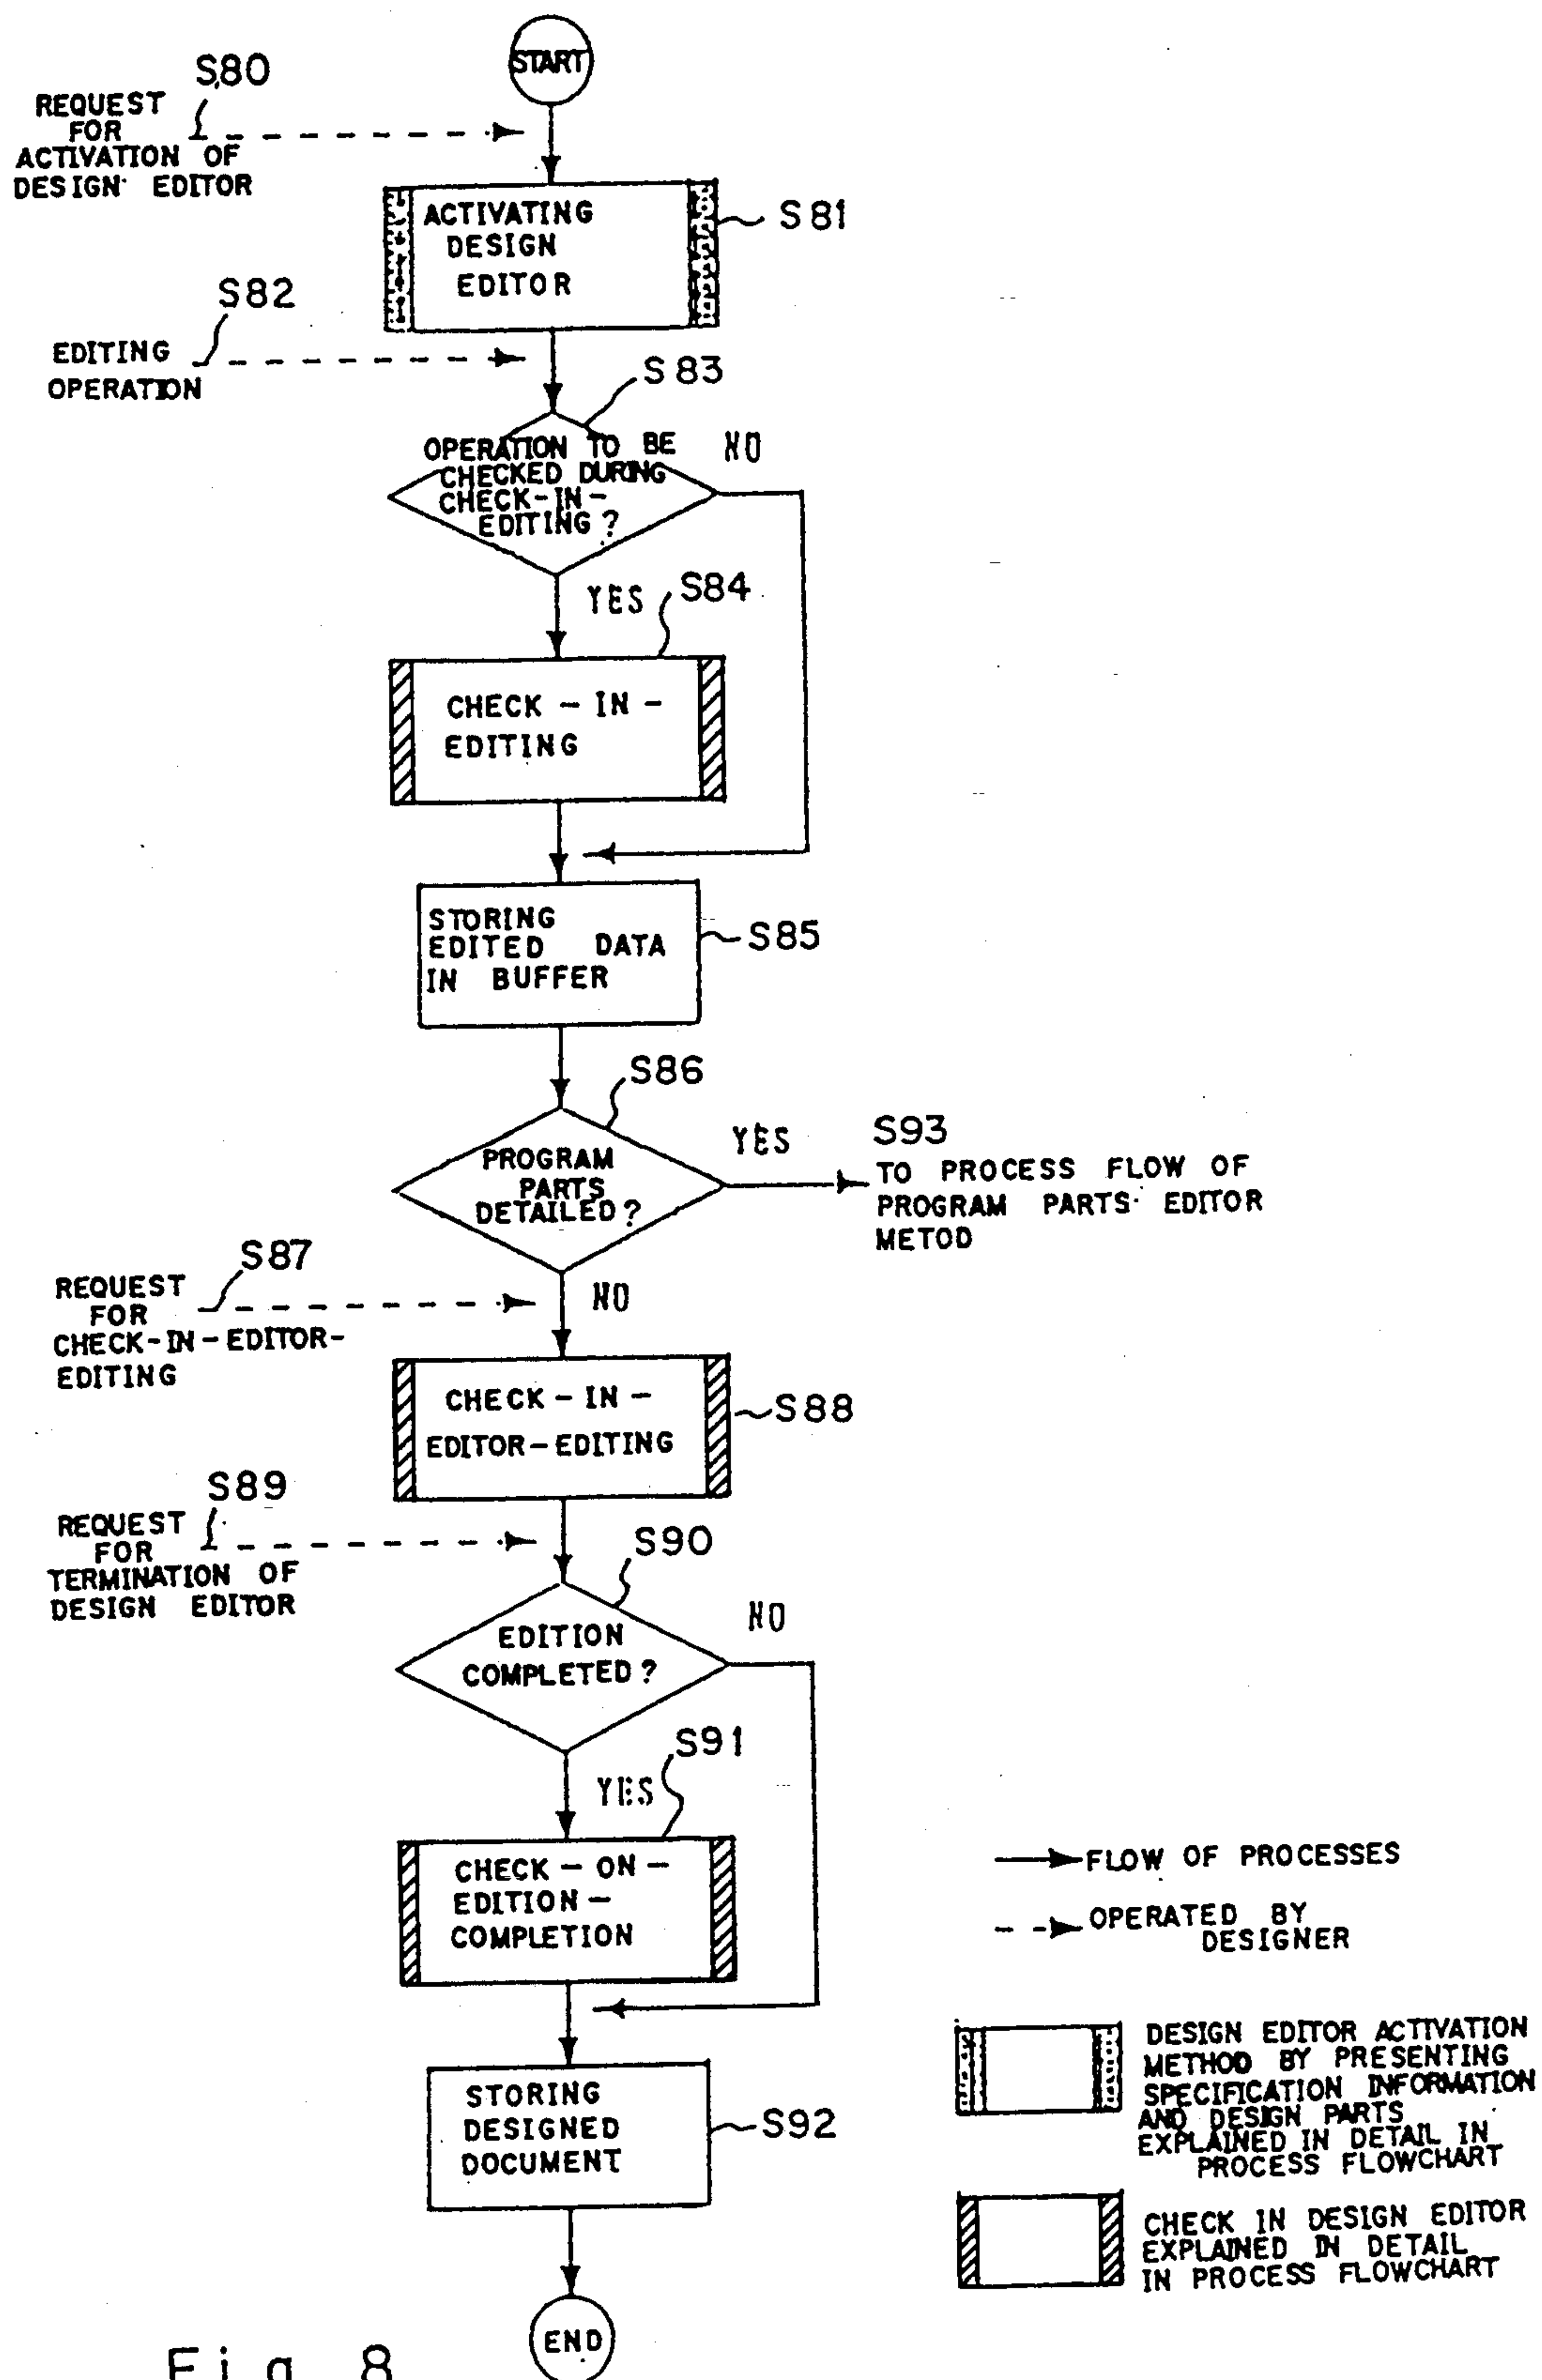 START
S80
REQUEST
FOR
ACTIVATION OF
DESIGN EDITOR
ACTIVATING
DESIGN
EDITOR
S81
S82
EDITING
OPERATION
S83
OPERATION TO BE
CHECKED DURING
CHECK-IN-
EDITING?
NO
YES
S84
CHECK-IN-
EDITING
STORING
EDITED DATA
IN BUFFER
S85
S86
PROGRAM
PARTS
DETAILED?
YES
S93
TO PROCESS FLOW OF
PROGRAM PARTS EDITOR
METOD
S87
REQUEST
FOR
CHECK-IN-EDITOR-
EDITING
NO
CHECK-IN-
EDITOR-EDITING
S88
S89
REQUEST
FOR
TERMINATION OF
DESIGN EDITOR
S90
EDITION
COMPLETED?
NO
YES
S91
CHECK-ON-
EDITION-
COMPLETION
STORING
DESIGNED
DOCUMENT
S92
END
FLOW OF PROCESSES
OPERATED BY
DESIGNER
DESIGN EDITOR ACTIVATION
METHOD BY PRESENTING
SPECIFICATION INFORMATION
AND DESIGN PARTS
EXPLAINED IN DETAIL IN
PROCESS FLOWCHART
CHECK IN DESIGN EDITOR
EXPLAINED IN DETAIL
IN PROCESS FLOWCHART
Fig. 8